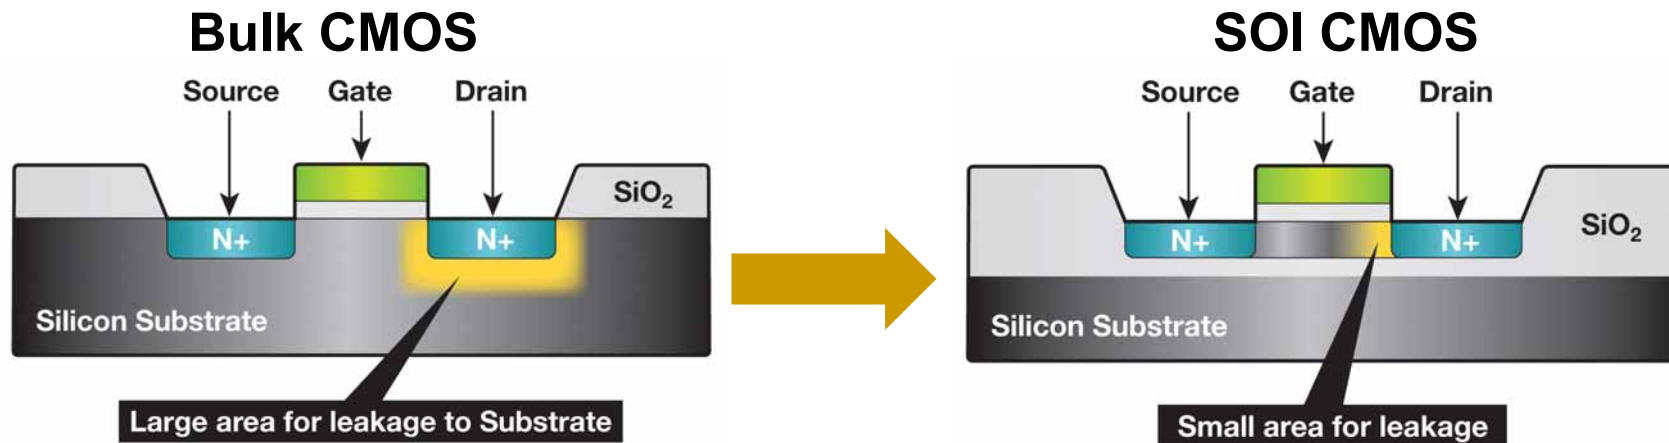 Bulk CMOS
Source Gate Drain
SiO₂
N+ N+
Silicon Substrate
Large area for leakage to Substrate
SOI CMOS
Source Gate Drain
N+ N+
SiO₂
Silicon Substrate
Small area for leakage